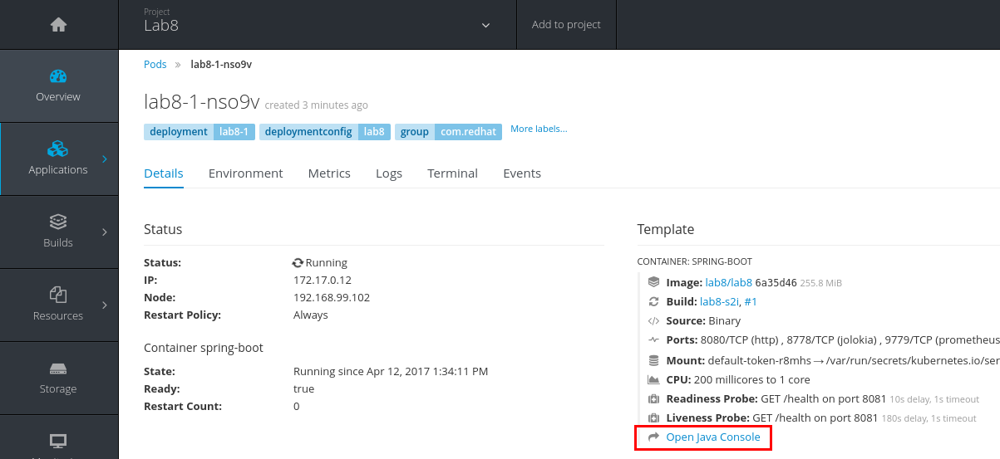 Project
Lab8
Add to project
Overview
Applications
Builds
Resources
Storage
Pods » lab8-1-nso9v
lab8-1-nso9v created 3 minutes ago
deployment lab8-1 deploymentconfig lab8 group com.redhat More labels...
Details Environment Metrics Logs Terminal Events
Status
Status: Running
IP: 172.17.0.12
Node: 192.168.99.102
Restart Policy: Always
Container spring-boot
State: Running since Apr 12, 2017 1:34:11 PM
Ready: true
Restart Count: 0
Template
CONTAINER: SPRING-BOOT
Image: lab8/lab8 6a35d46 255.8 MiB
Build: lab8-s2i, #1
Source: Binary
Ports: 8080/TCP (http) , 8778/TCP (jolokia) , 9779/TCP (prometheus
Mount: default-token-r8mhs → /var/run/secrets/kubernetes.io/ser
CPU: 200 millicores to 1 core
Readiness Probe: GET /health on port 8081 10s delay, 1s timeout
Liveness Probe: GET /health on port 8081 180s delay, 1s timeout
Open Java Console